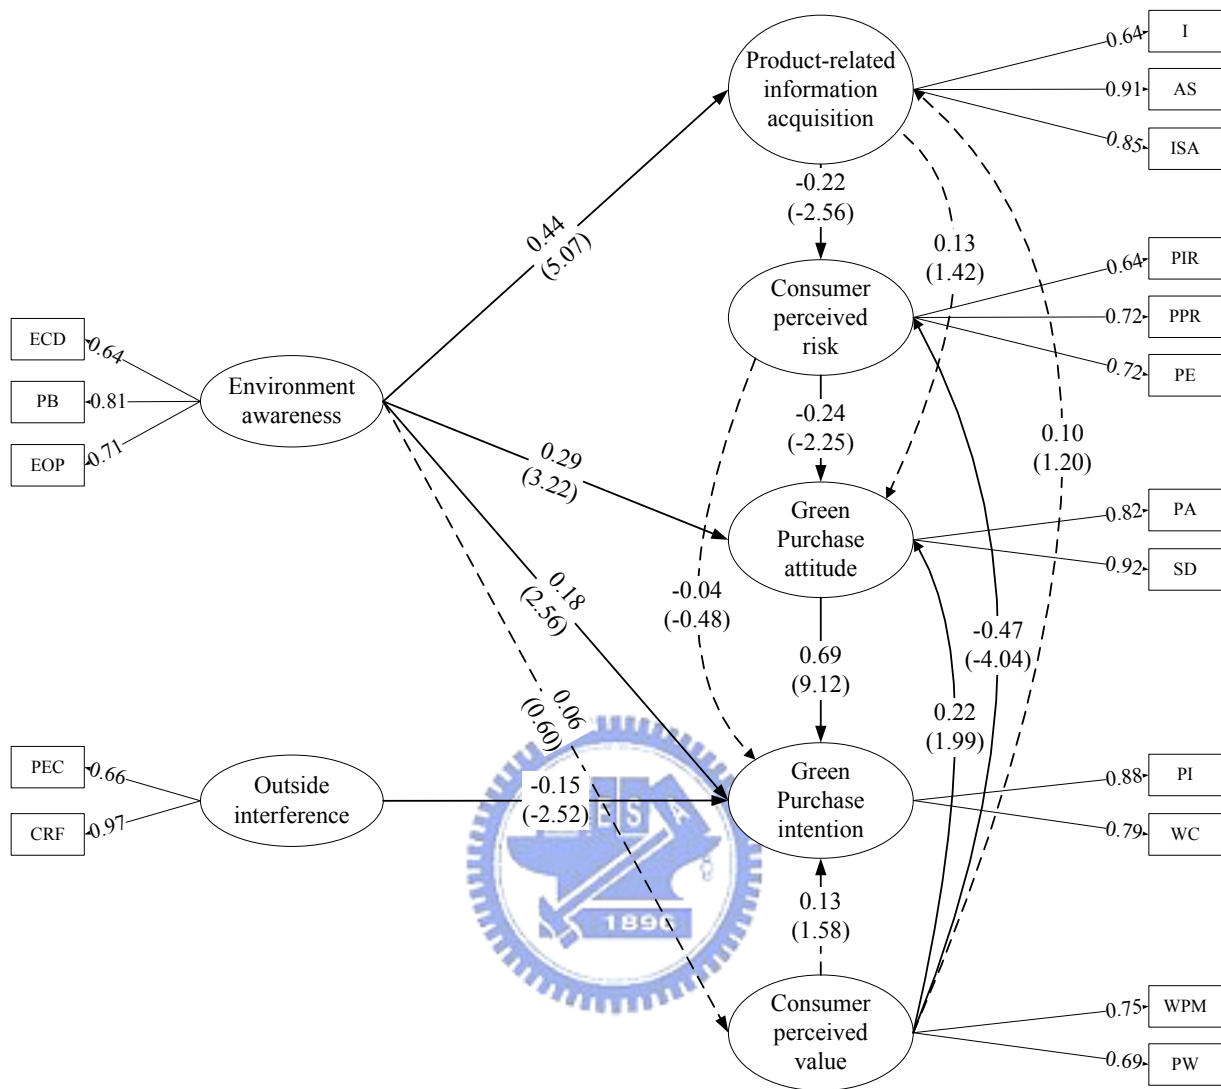 Product-related
information
acquisition
0.64
I
0.91
AS
0.85
ISA
-0.22
(-2.56)
0.13
(1.42)
0.44
(5.07)
Consumer
perceived
risk
0.64
PIR
0.72
PPR
0.72
PE
ECD
0.64
PB
0.81
EOP
0.71
Environment
awareness
-0.24
(-2.25)
0.10
(1.20)
0.29
(3.22)
Green
Purchase
attitude
0.82
PA
0.92
SD
0.18
(2.56)
-0.04
(-0.48)
-0.47
(-4.04)
0.69
(9.12)
0.22
(1.99)
0.06
(0.60)
PEC
0.66
CRF
0.97
Outside
interference
-0.15
(-2.52)
Green
Purchase
intention
0.88
PI
0.79
WC
E S
A
1896
0.13
(1.58)
Consumer
perceived
value
0.75
WPM
0.69
PW